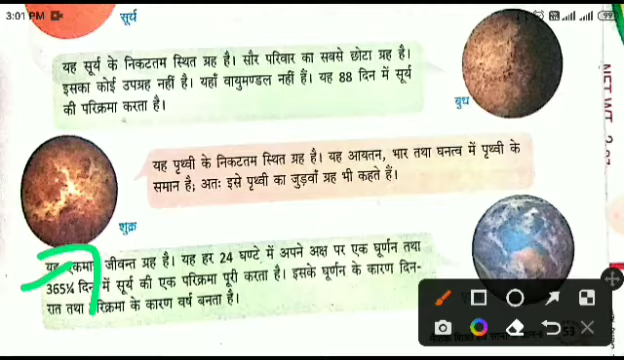 3:01 PM
सूर्य
99
यह सूर्य के निकटतम स्थित ग्रह है। सौर परिवार का सबसे छोटा ग्रह है।
इसका कोई उपग्रह नहीं है। यहाँ वायुमण्डल नहीं हैं। यह 88 दिन में सूर्य
की परिक्रमा करता है।
बुध
यह पृथ्वी के निकटतम स्थित ग्रह है। यह आयतन, भार तथा घनत्व में पृथ्वी के
समान है; अतः इसे पृथ्वी का जुड़वाँ ग्रह भी कहते हैं।
शुक्र
जीवन्त ग्रह है। यह हर 24 घण्टे में अपने अक्ष पर एक घूर्णन तथा
365¼ दिन में सूर्य की एक परिक्रमा पूरी करता है। इसके घूर्णन के कारण दिन-
रात तथा परिक्रमा के कारण वर्ष बनता है।
53